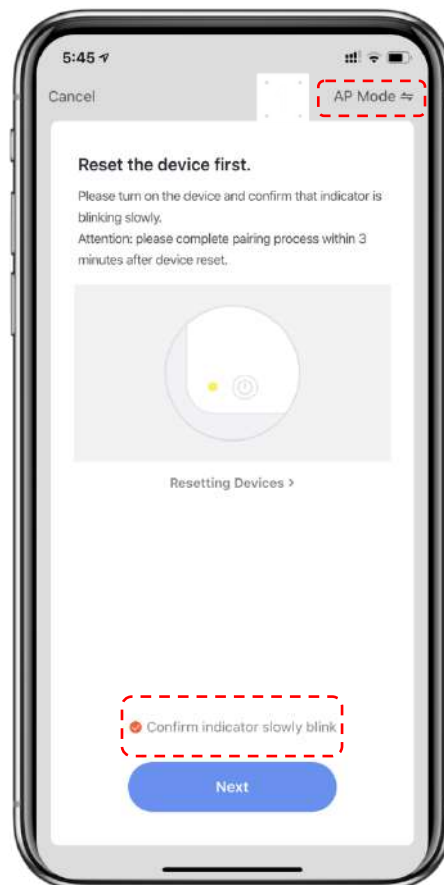 5:45
Cancel
AP Mode
Reset the device first.
Please turn on the device and confirm that indicator is
blinking slowly.
Attention: please complete pairing process within 3
minutes after device reset.
Resetting Devices >
Confirm indicator slowly blink
Next